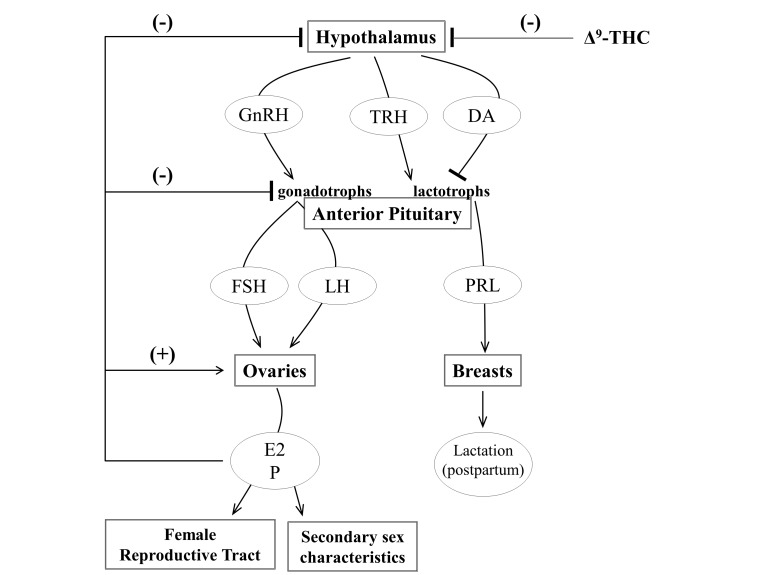 (-)
(-)
Hypothalamus
Δ⁹-THC
GnRH
TRH
DA
(-)
gonadotrophs
lactotrophs
Anterior Pituitary
FSH
LH
PRL
(+)
Ovaries
Breasts
E2
P
Lactation
(postpartum)
Female
Reproductive Tract
Secondary sex
characteristics